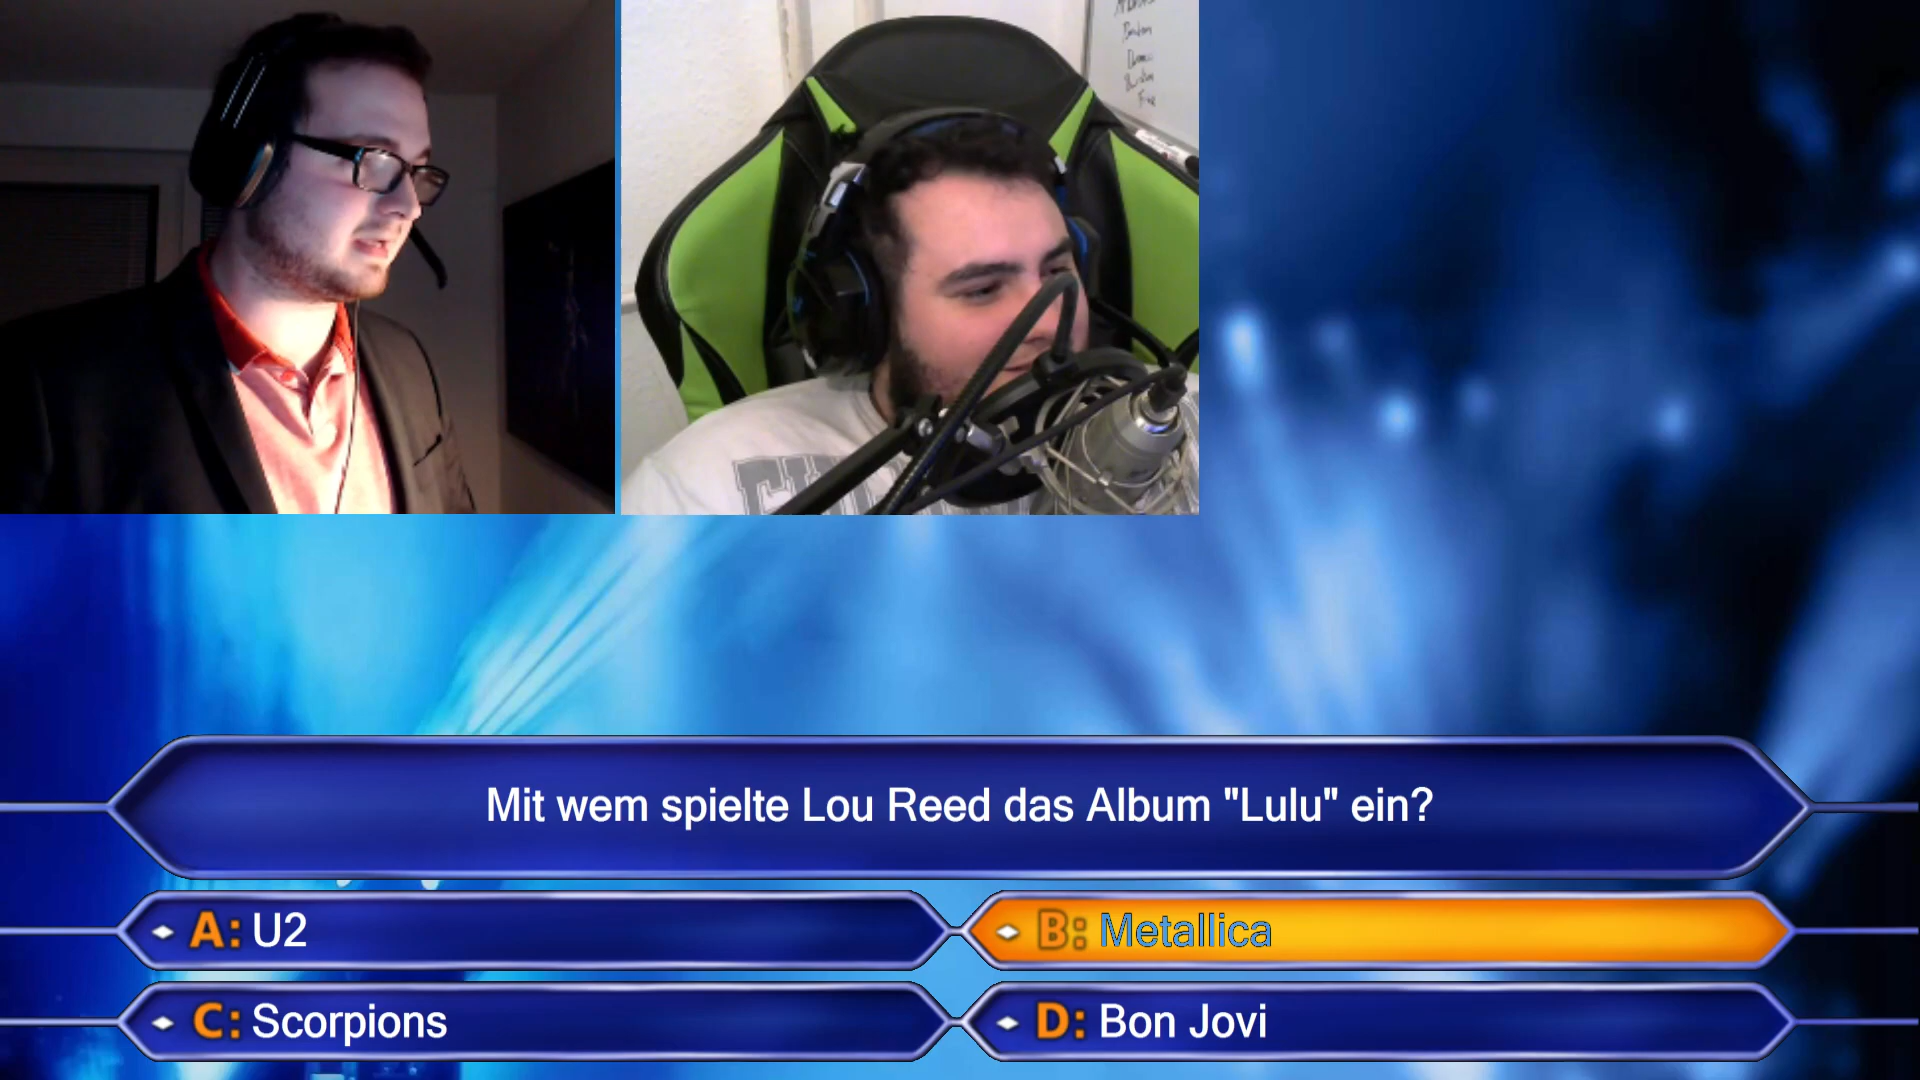 Mit wem spielte Lou Reed das Album "Lulu" ein?
A: U2
B: Metallica
C: Scorpions
D: Bon Jovi